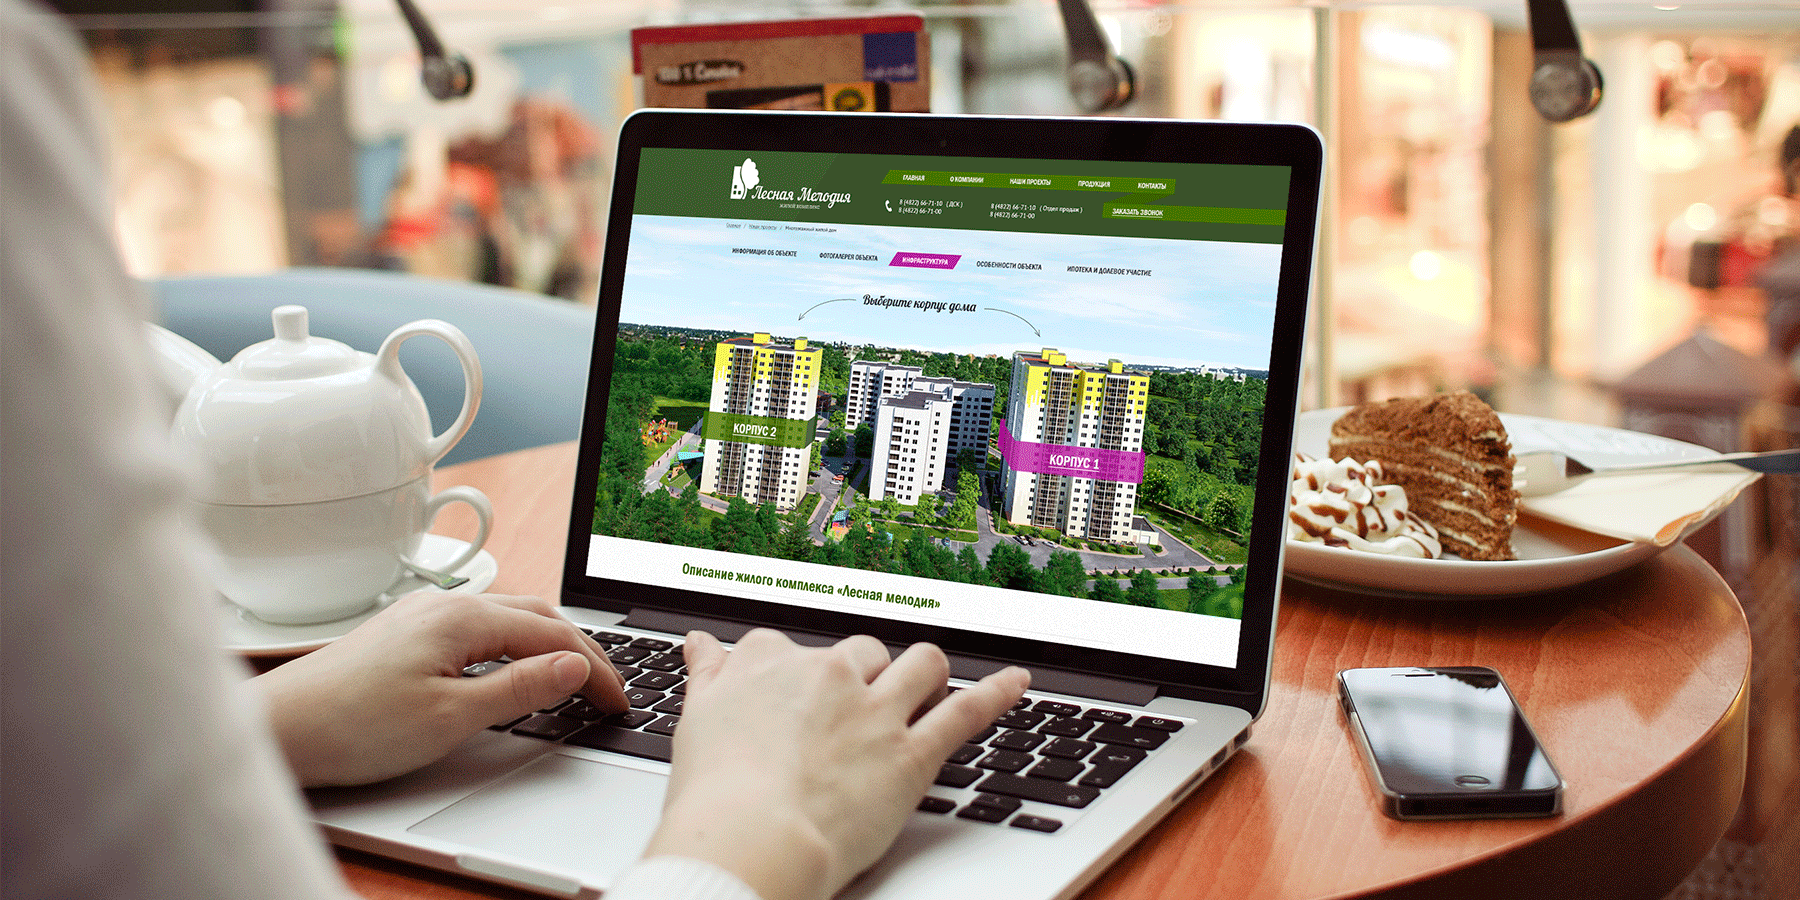 100 % Combo
Лесная Мелодия
жилой комплекс
ГЛАВНАЯ
О КОМПАНИИ
НАШИ ПРОЕКТЫ
ПРОДУКЦИЯ
КОНТАКТЫ
8 (4822) 66-71-10 ( ДСК )
8 (4822) 66-71-00
8 (4822) 66-71-10 ( Отдел продаж )
8 (4822) 66-71-00
ЗАКАЗАТЬ ЗВОНОК
Главная / Наши проекты / Многоэтажный жилой дом
ИНФОРМАЦИЯ ОБ ОБЪЕКТЕ
ФОТОГАЛЕРЕЯ ОБЪЕКТА
ИНФРАСТРУКТУРА
ОСОБЕННОСТИ ОБЪЕКТА
ИПОТЕКА И ДОЛЕВОЕ УЧАСТИЕ
Выберите корпус дома
КОРПУС 2
КОРПУС 1
Описание жилого комплекса «Лесная мелодия»